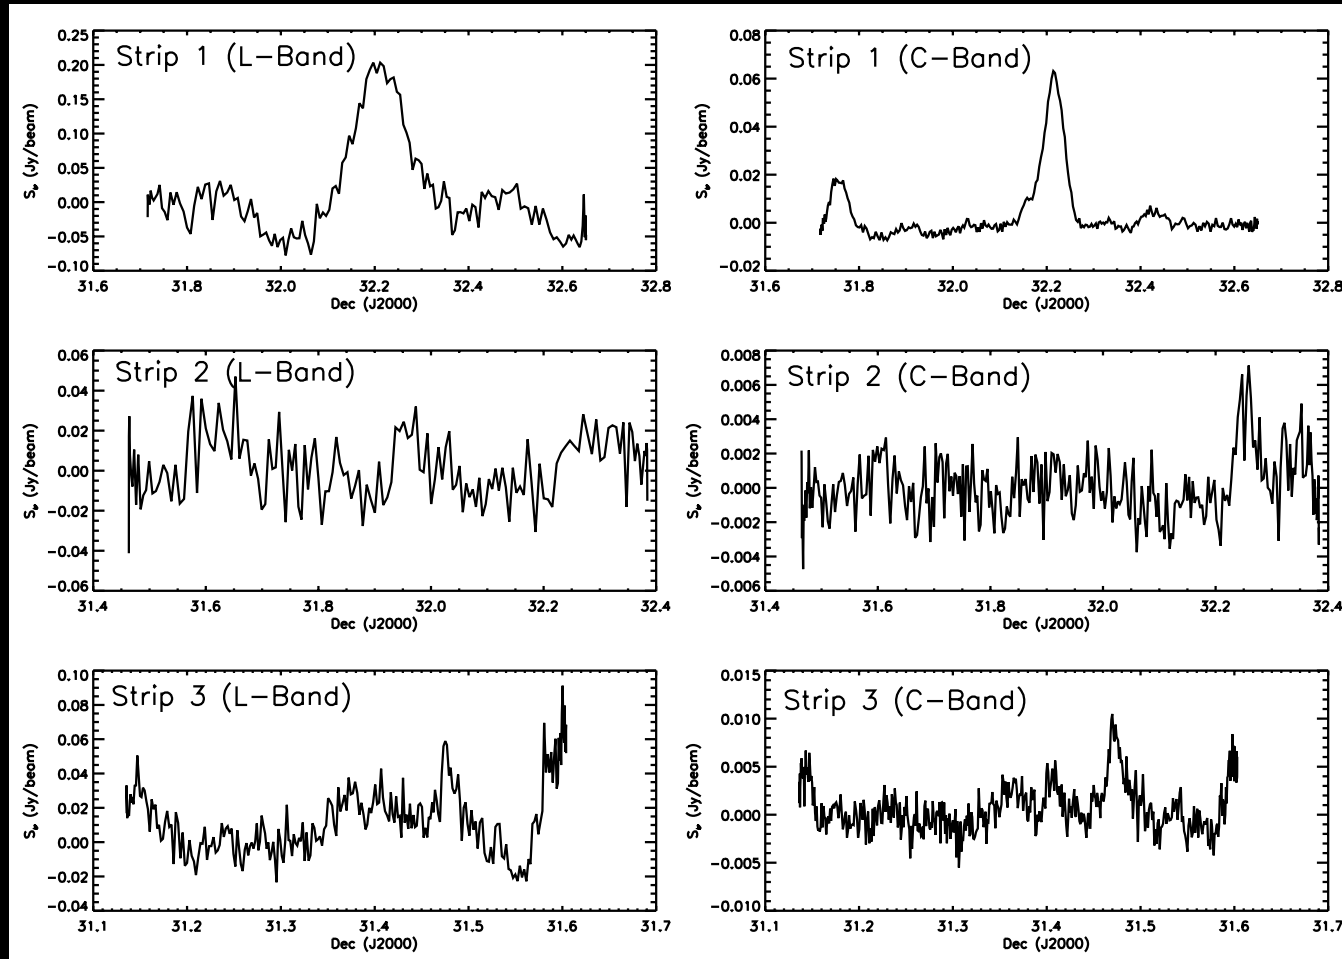 Strip 1 (L-Band)
S𝜈 (Jy/beam)
0.25
0.20
0.15
0.10
0.05
0.00
-0.05
-0.10
31.6 31.8 32.0 32.2 32.4 32.6 32.8
Dec (J2000)
Strip 1 (C-Band)
S𝜈 (Jy/beam)
0.08
0.06
0.04
0.02
0.00
-0.02
31.6 31.8 32.0 32.2 32.4 32.6 32.8
Dec (J2000)
Strip 2 (L-Band)
S𝜈 (Jy/beam)
0.06
0.04
0.02
0.00
-0.02
-0.04
-0.06
31.4 31.6 31.8 32.0 32.2 32.4
Dec (J2000)
Strip 2 (C-Band)
S𝜈 (Jy/beam)
0.008
0.006
0.004
0.002
0.000
-0.002
-0.004
-0.006
31.4 31.6 31.8 32.0 32.2 32.4
Dec (J2000)
Strip 3 (L-Band)
S𝜈 (Jy/beam)
0.10
0.08
0.06
0.04
0.02
0.00
-0.02
-0.04
31.1 31.2 31.3 31.4 31.5 31.6 31.7
Dec (J2000)
Strip 3 (C-Band)
S𝜈 (Jy/beam)
0.015
0.010
0.005
0.000
-0.005
-0.010
31.1 31.2 31.3 31.4 31.5 31.6 31.7
Dec (J2000)